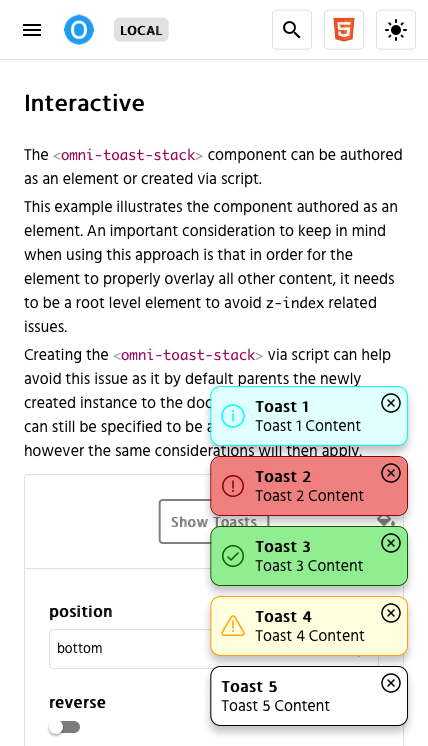 LOCAL
Interactive
The <omni-toast-stack> component can be authored
as an element or created via script.
This example illustrates the component authored as an
element. An important consideration to keep in mind
when using this approach is that in order for the
element to properly overlay all other content, it needs
to be a root level element to avoid z-index related
issues.
Creating the <omni-toast-stack> via script can help
avoid this issue as it by default parents the newly
created instance to the
can still be specified to be
however the same considerations will then apply.
Toast 1
Toast 1 Content
Toast 2
Toast 2 Content
Show Toasts
Toast 3
Toast 3 Content
position
Toast 4
Toast 4 Content
bottom
Toast 5
Toast 5 Content
reverse